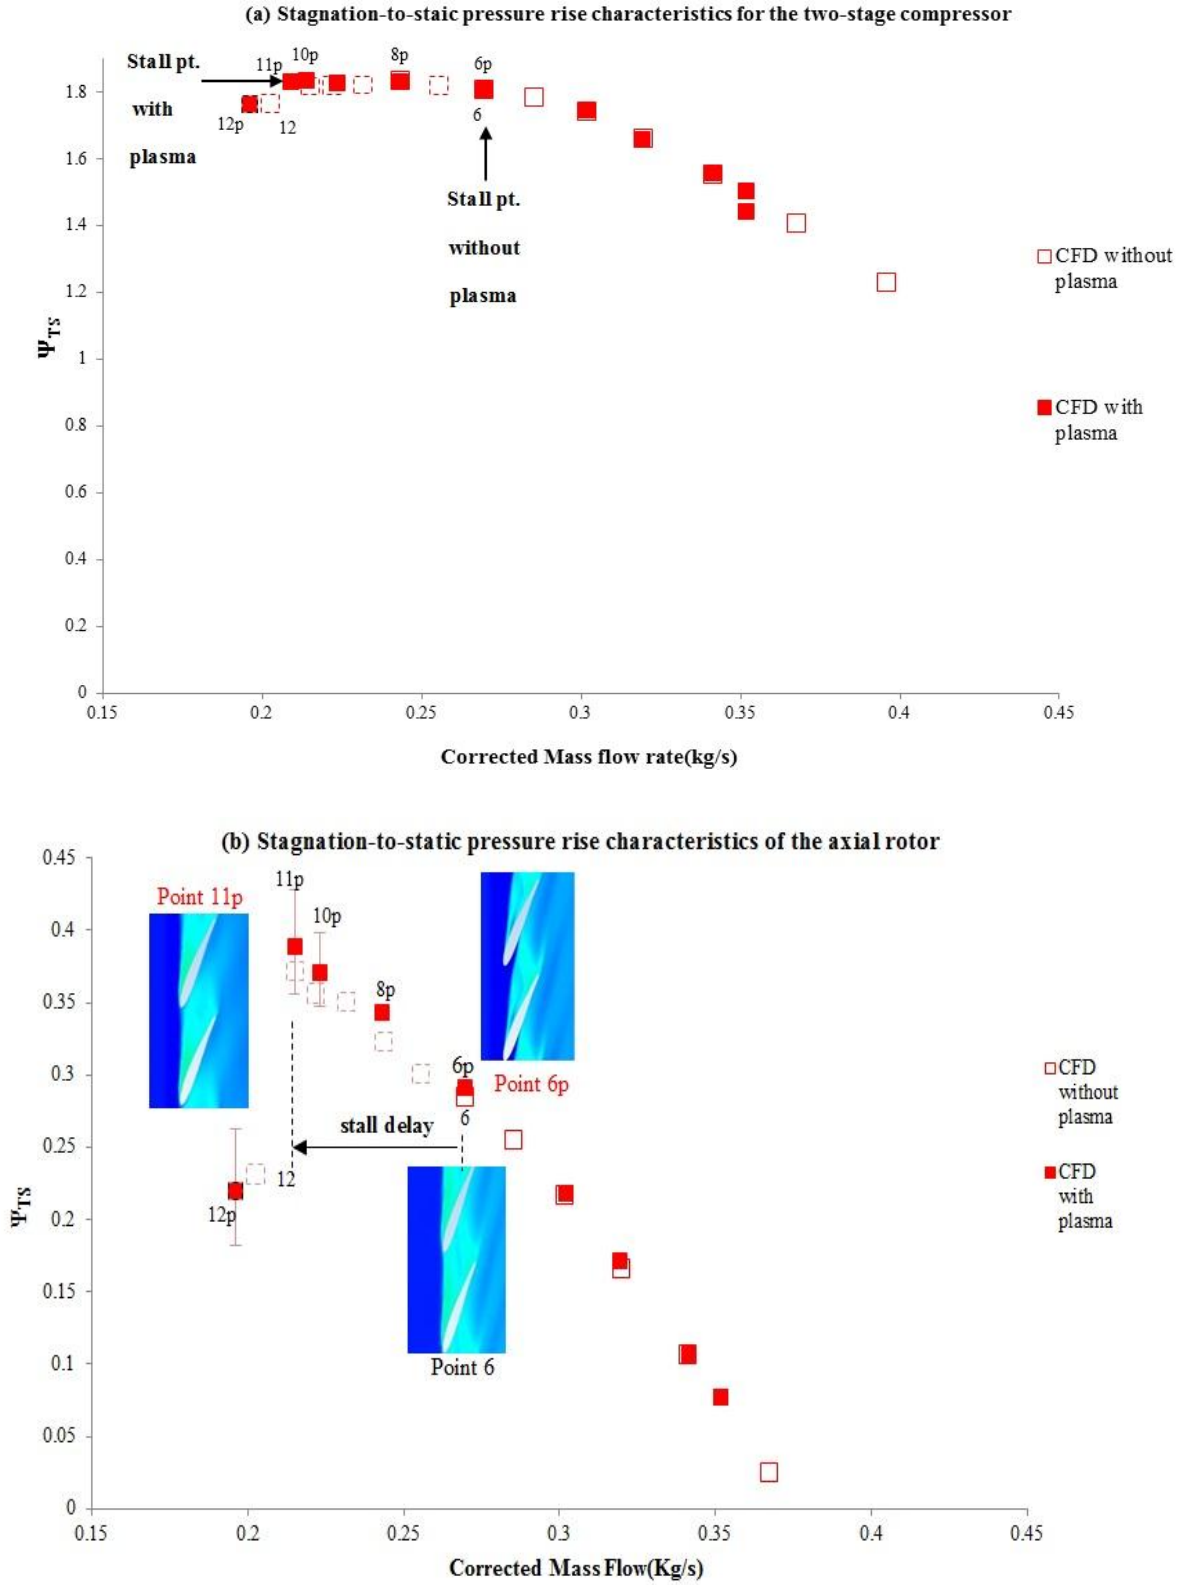 (a) Stagnation-to-staic pressure rise characteristics for the two-stage compressor
Stall pt.
with
plasma
11p
10p
8p
6p
12p
12
6
Stall pt.
without
plasma
1.8
1.6
1.4
1.2
1
0.8
0.6
0.4
0.2
0
ΨTS
CFD without
plasma
CFD with
plasma
0.15
0.2
0.25
0.3
0.35
0.4
0.45
Corrected Mass flow rate(kg/s)
(b) Stagnation-to-static pressure rise characteristics of the axial rotor
0.45
0.4
0.35
0.3
0.25
0.2
0.15
0.1
0.05
0
ΨTS
Point 11p
11p
10p
8p
6p
Point 6p
6
stall delay
12
12p
Point 6
CFD
without
plasma
CFD
with
plasma
0.15
0.2
0.25
0.3
0.35
0.4
0.45
Corrected Mass Flow(Kg/s)